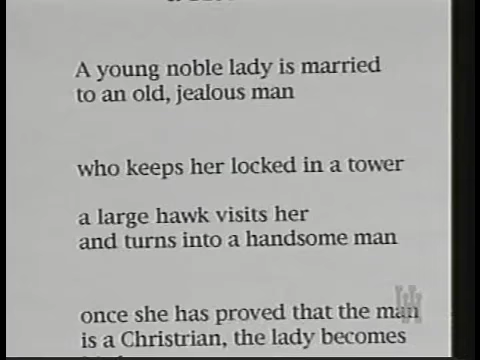 A young noble lady is married
to an old, jealous man
who keeps her locked in a tower
a large hawk visits her
and turns into a handsome man
once she has proved that the man
is a Christrian, the lady becomes